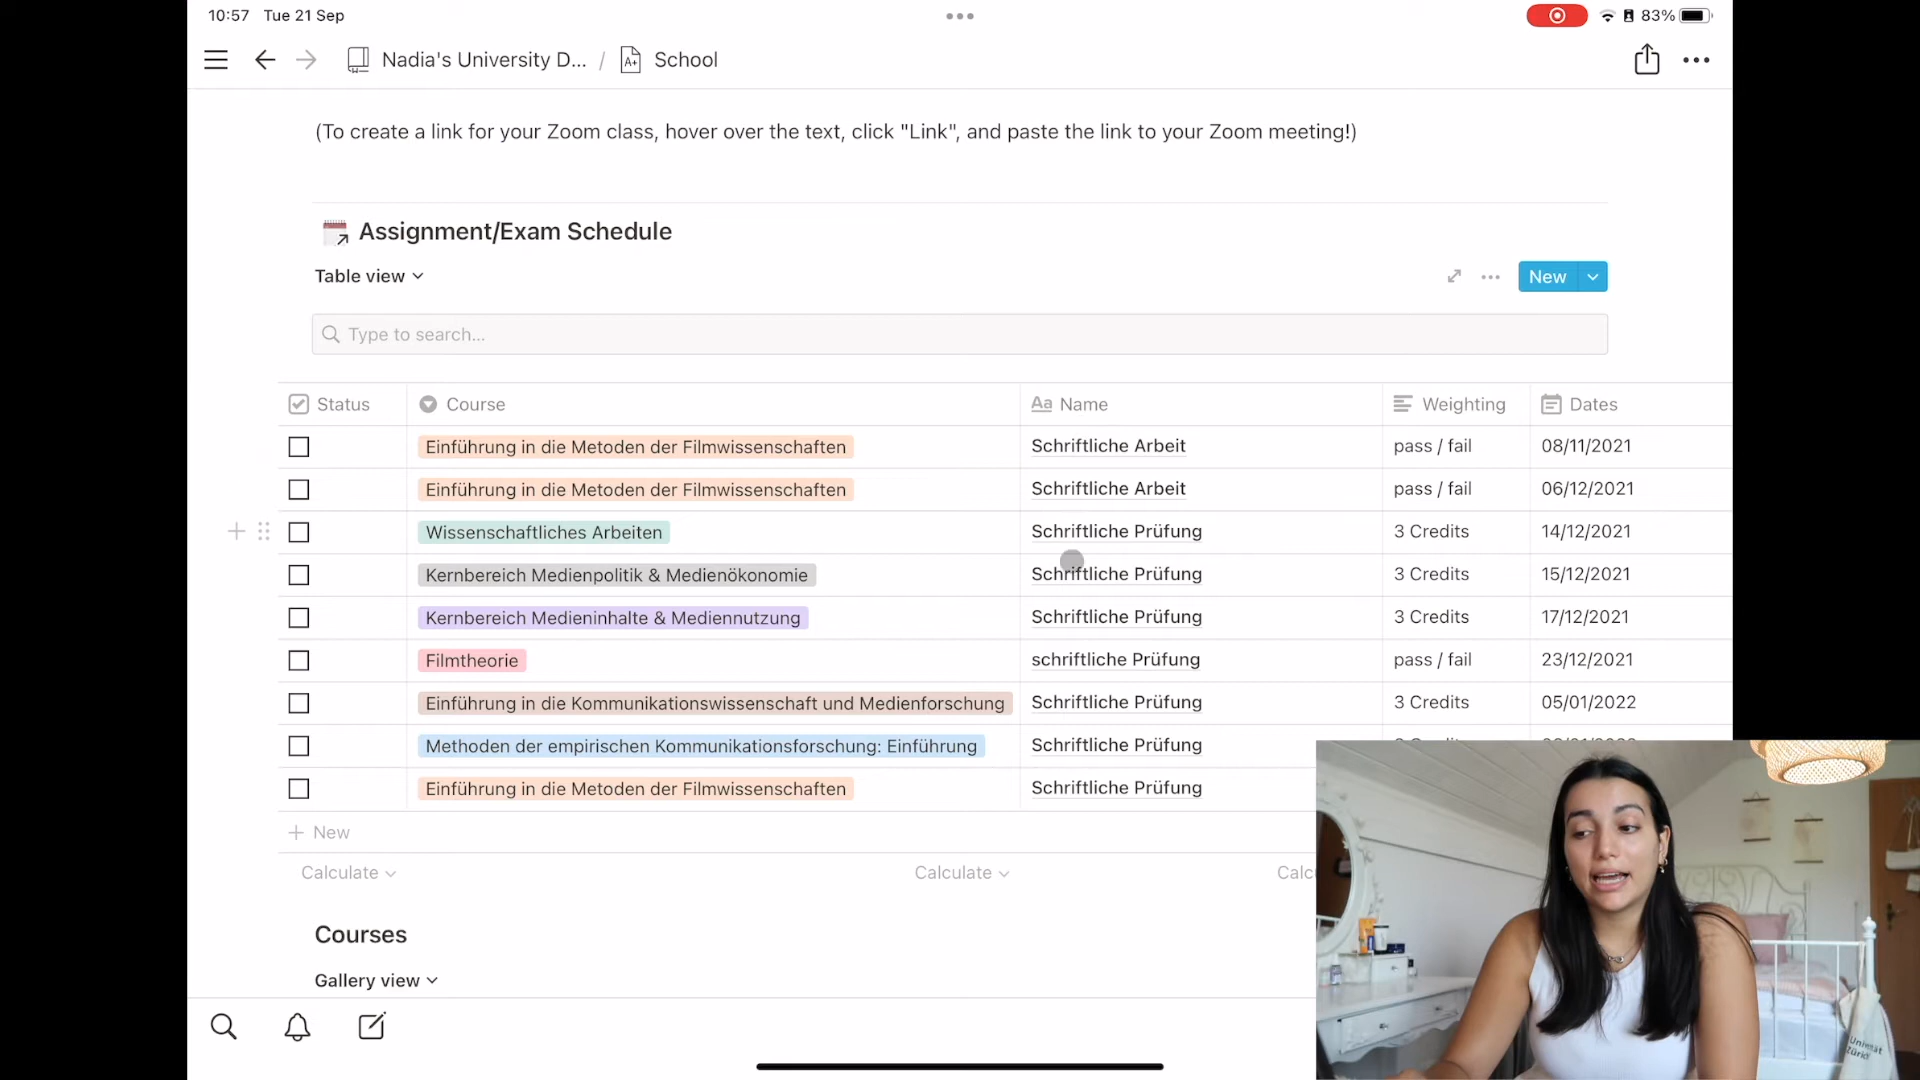 10:57 Tue 21 Sep
83%
Nadia's University D... / School
(To create a link for your Zoom class, hover over the text, click "Link", and paste the link to your Zoom meeting!)
Assignment/Exam Schedule
Table view
New
Type to search...
Status Course Aa Name Weighting Dates
Einführung in die Metoden der Filmwissenschaften Schriftliche Arbeit pass / fail 08/11/2021
Einführung in die Metoden der Filmwissenschaften Schriftliche Arbeit pass / fail 06/12/2021
Wissenschaftliches Arbeiten Schriftliche Prüfung 3 Credits 14/12/2021
Kernbereich Medienpolitik & Medienökonomie Schriftliche Prüfung 3 Credits 15/12/2021
Kernbereich Medieninhalte & Mediennutzung Schriftliche Prüfung 3 Credits 17/12/2021
Filmtheorie schriftliche Prüfung pass / fail 23/12/2021
Einführung in die Kommunikationswissenschaft und Medienforschung Schriftliche Prüfung 3 Credits 05/01/2022
Methoden der empirischen Kommunikationsforschung: Einführung Schriftliche Prüfung
Einführung in die Metoden der Filmwissenschaften Schriftliche Prüfung
+ New
Calculate Calculate Calc
Courses
Gallery view
Universität
Zürich